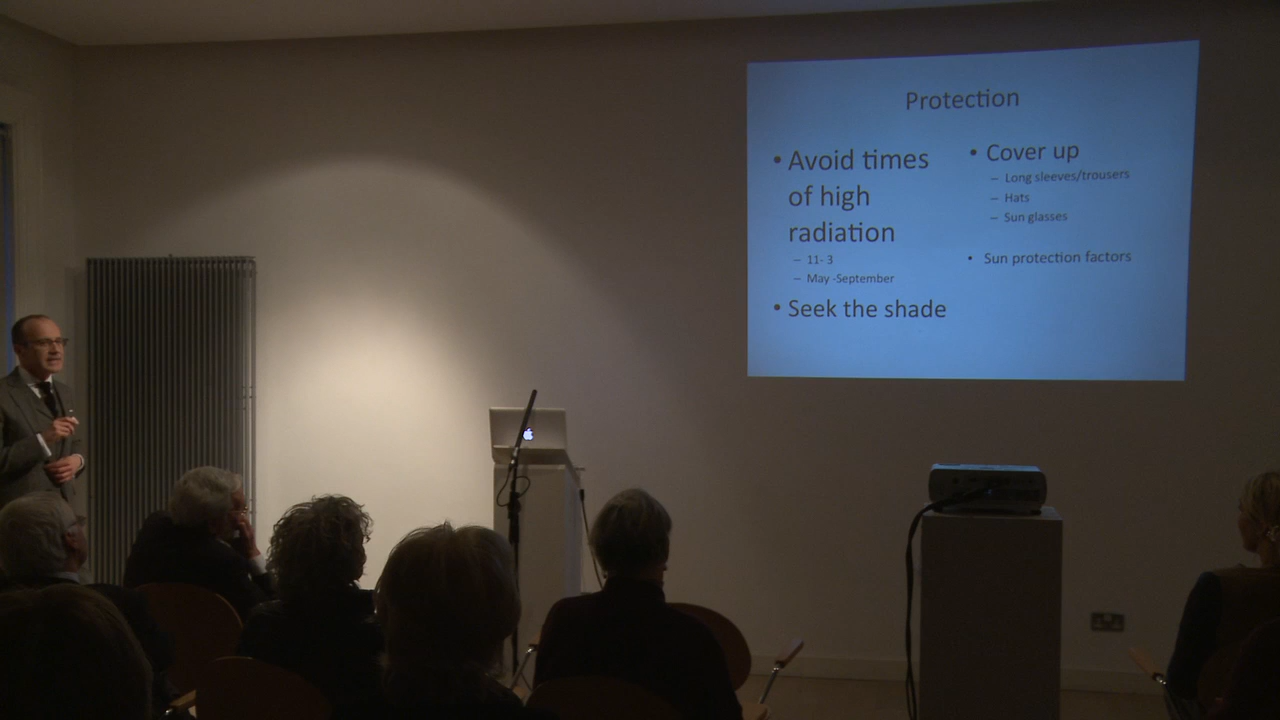 Protection
• Avoid times
of high
radiation
– 11- 3
– May -September
• Seek the shade
• Cover up
– Long sleeves/trousers
– Hats
– Sun glasses
• Sun protection factors